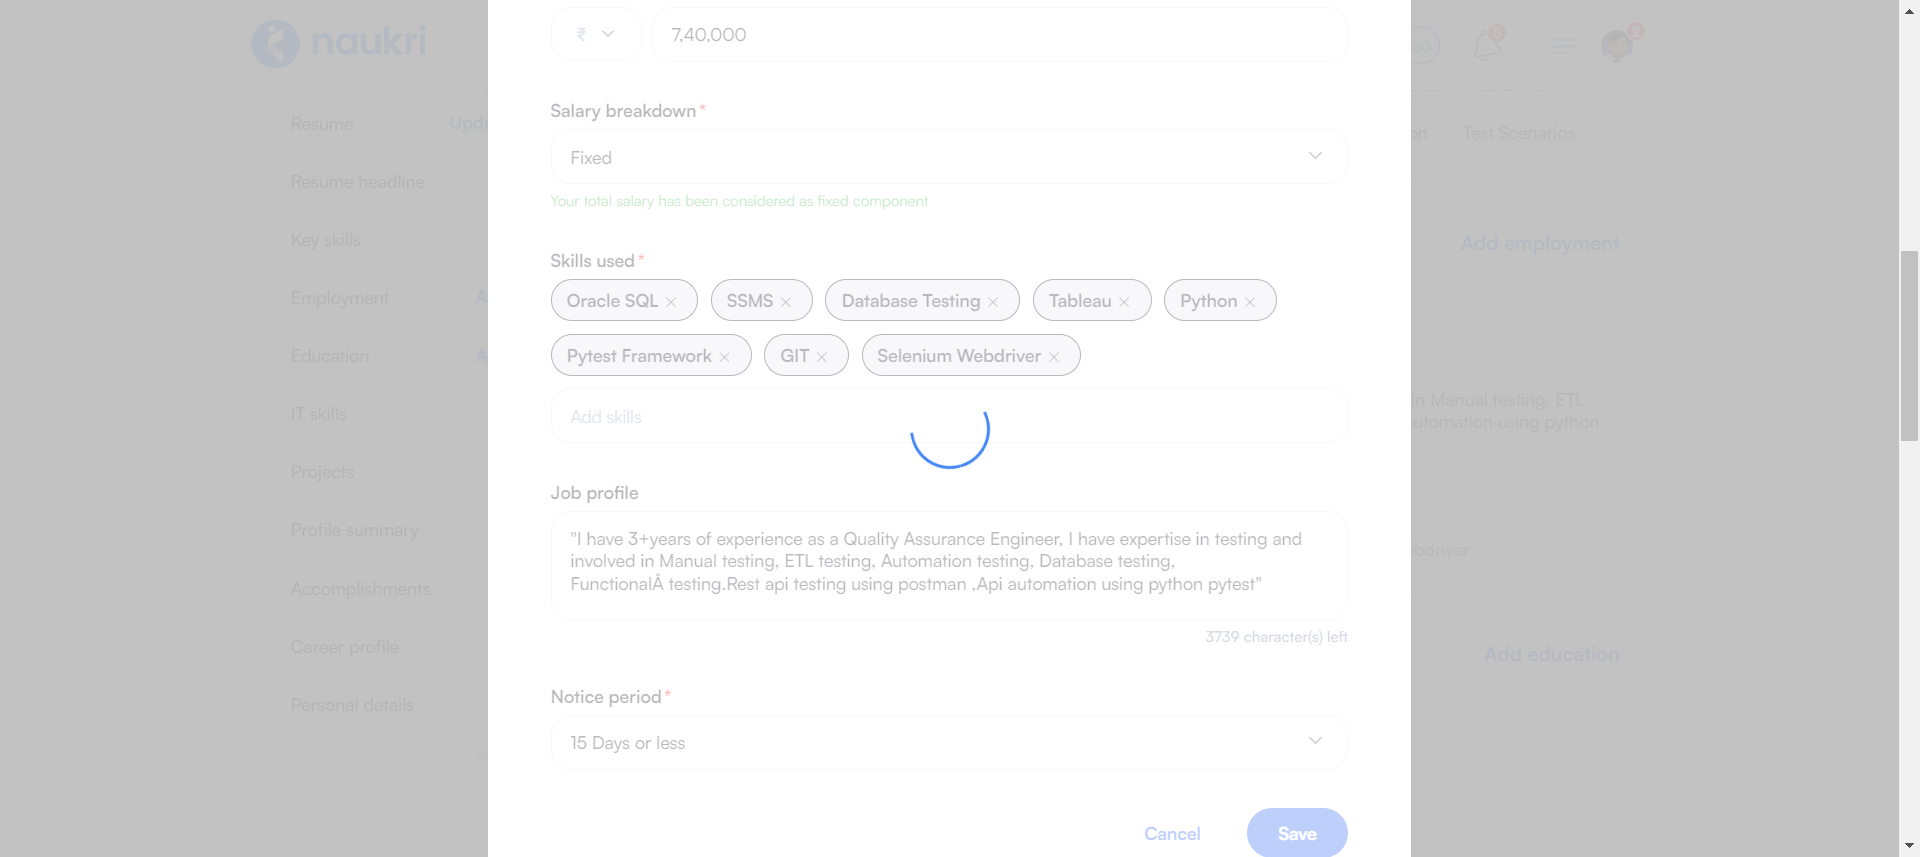 naukri
60
5
2
Resume
Upda
Resume headline
Key skills
Employment
A
Education
A
IT skills
Projects
Profile summary
Accomplishments
Career profile
Personal details
₹
7,40,000
Salary breakdown*
Fixed
Your total salary has been considered as fixed component
Skills used*
Oracle SQL
SSMS
Database Testing
Tableau
Python
Pytest Framework
GIT
Selenium Webdriver
Add skills
Job profile
"I have 3+years of experience as a Quality Assurance Engineer, I have expertise in testing and
involved in Manual testing, ETL testing, Automation testing, Database testing,
FunctionalÂ testing.Rest api testing using postman ,Api automation using python pytest"
3739 character(s) left
Notice period*
15 Days or less
Cancel
Save
on
Test Scenarios
Add employment
in Manual testing, ETL
utomation using python
bdriver
Add education